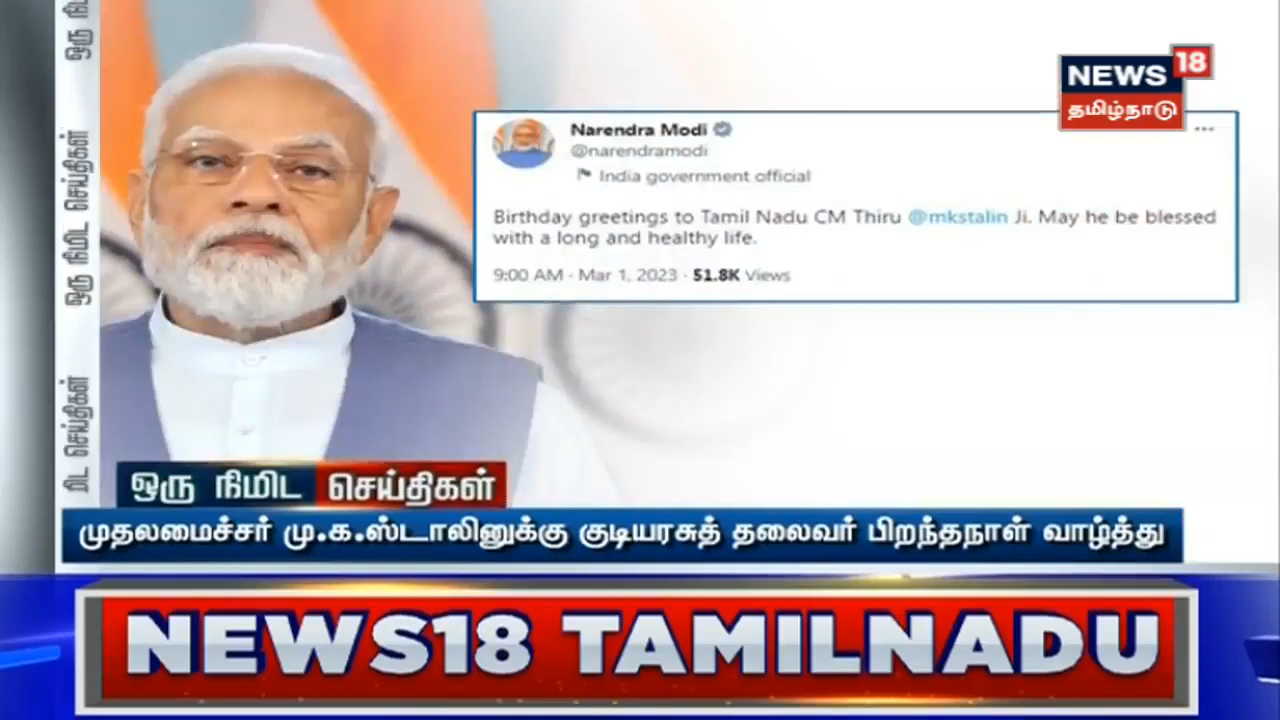 ஒரு நிமி
ஒரு நிமிட செய்திகள்
மிட செய்திகள்
NEWS 18
தமிழ்நாடு
Narendra Modi
@narendramodi
India government official
Birthday greetings to Tamil Nadu CM Thiru @mkstalin Ji. May he be blessed
with a long and healthy life.
9:00 AM · Mar 1, 2023 · 51.8K Views
ஒரு நிமிட செய்திகள்
முதலமைச்சர் மு.க.ஸ்டாலினுக்கு குடியரசுத் தலைவர் பிறந்தநாள் வாழ்த்து
NEWS18 TAMILNADU